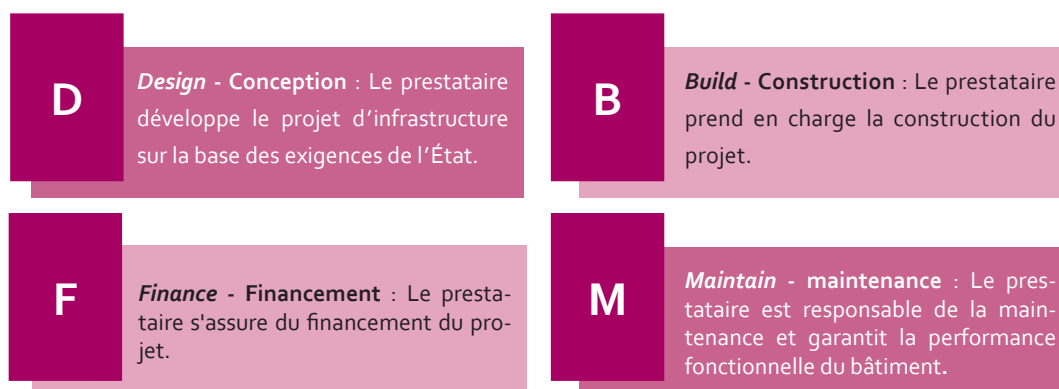 D
Design - Conception : Le prestataire
développe le projet d'infrastructure
sur la base des exigences de l'État.
B
Build - Construction : Le prestataire
prend en charge la construction du
projet.
F
Finance - Financement : Le presta-
taire s'assure du financement du pro-
jet.
M
Maintain - maintenance : Le pres-
tataire est responsable de la main-
tenance et garantit la performance
fonctionnelle du bâtiment.